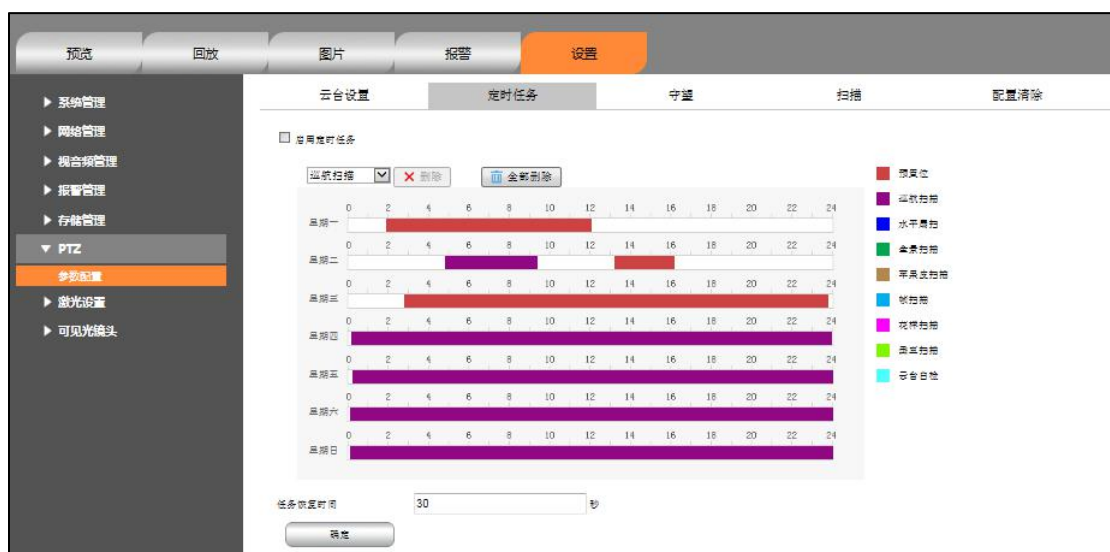 预览 回放 图片 报警 设置
云台设置 定时任务 守望 扫描 配置清除
系统管理
网络管理
视音频管理
报警管理
存储管理
PTZ
参数配置
激光设置
可见光镜头
启用定时任务
巡航扫描 删除 全部删除
0 2 4 6 8 10 12 14 16 18 20 22 24
星期一
0 2 4 6 8 10 12 14 16 18 20 22 24
星期二
0 2 4 6 8 10 12 14 16 18 20 22 24
星期三
0 2 4 6 8 10 12 14 16 18 20 22 24
星期四
0 2 4 6 8 10 12 14 16 18 20 22 24
星期五
0 2 4 6 8 10 12 14 16 18 20 22 24
星期六
0 2 4 6 8 10 12 14 16 18 20 22 24
星期日
预置位
巡航扫描
水平扇扫
全景扫描
苹果皮扫描
帧扫描
花样扫描
垂直扫描
云台自检
任务恢复时间 30 秒
确定